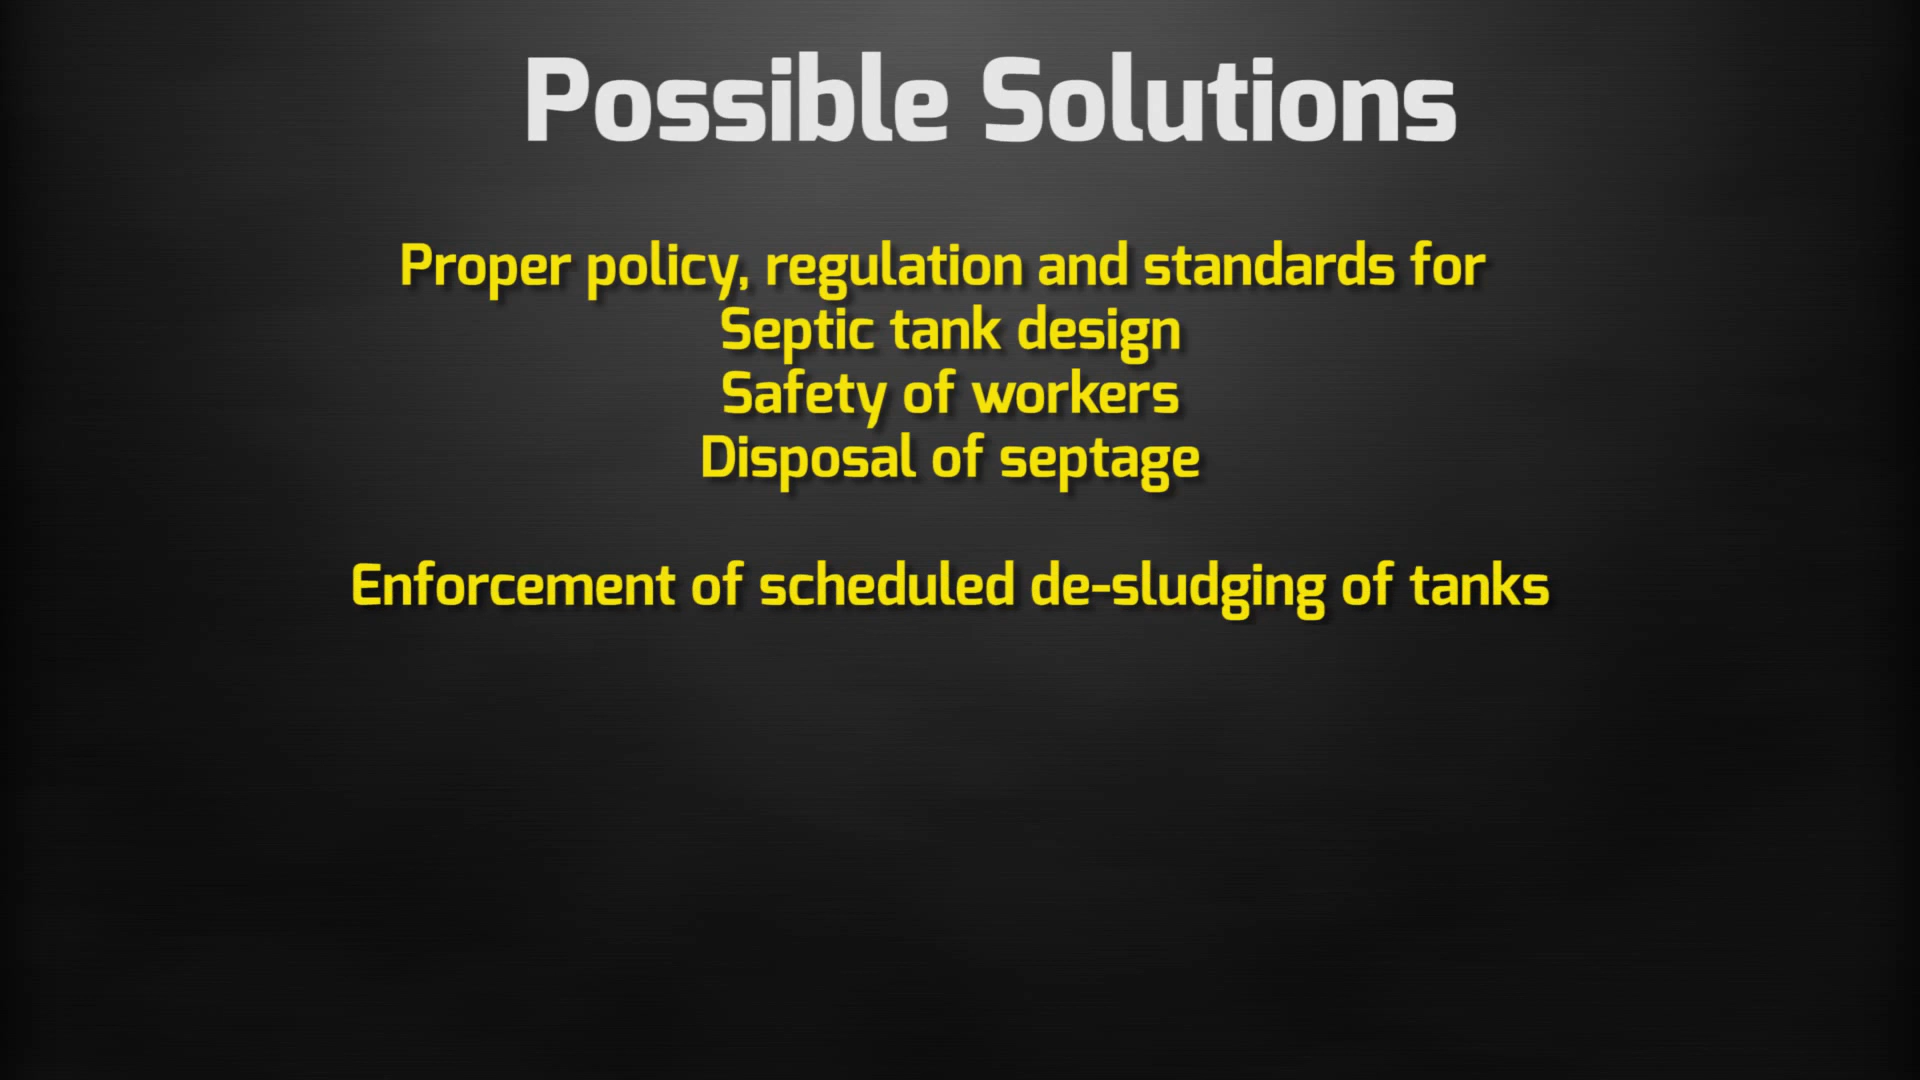 Possible Solutions
Proper policy, regulation and standards for
Septic tank design
Safety of workers
Disposal of septage
Enforcement of scheduled de-sludging of tanks